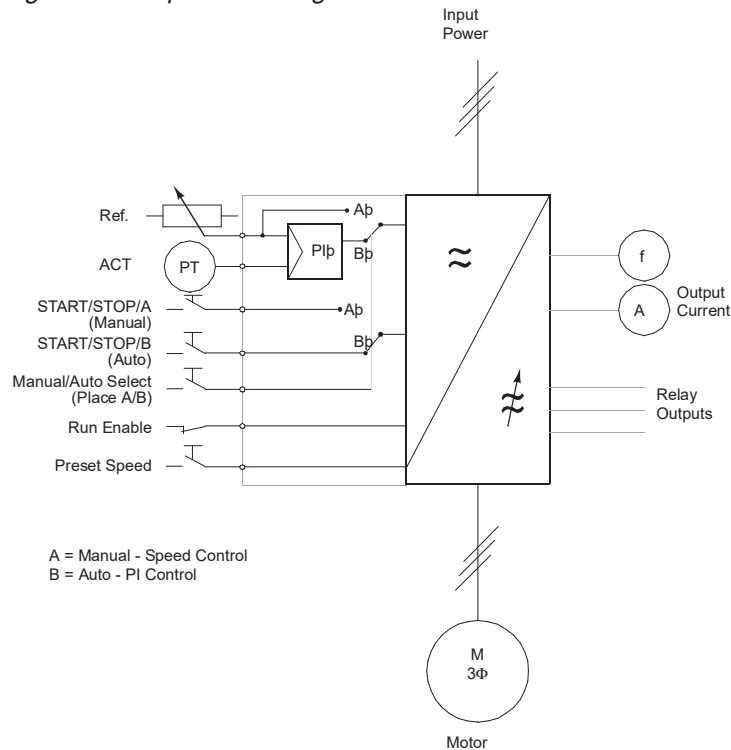 Input
Power
Ref.
Aþ
PIþ
Bþ
ACT
PT
f
A
Output
Current
START/STOP/A
(Manual)
Aþ
START/STOP/B
(Auto)
Bþ
Manual/Auto Select
(Place A/B)
Relay
Outputs
Run Enable
Preset Speed
A = Manual - Speed Control
B = Auto - PI Control
M
3Φ
Motor